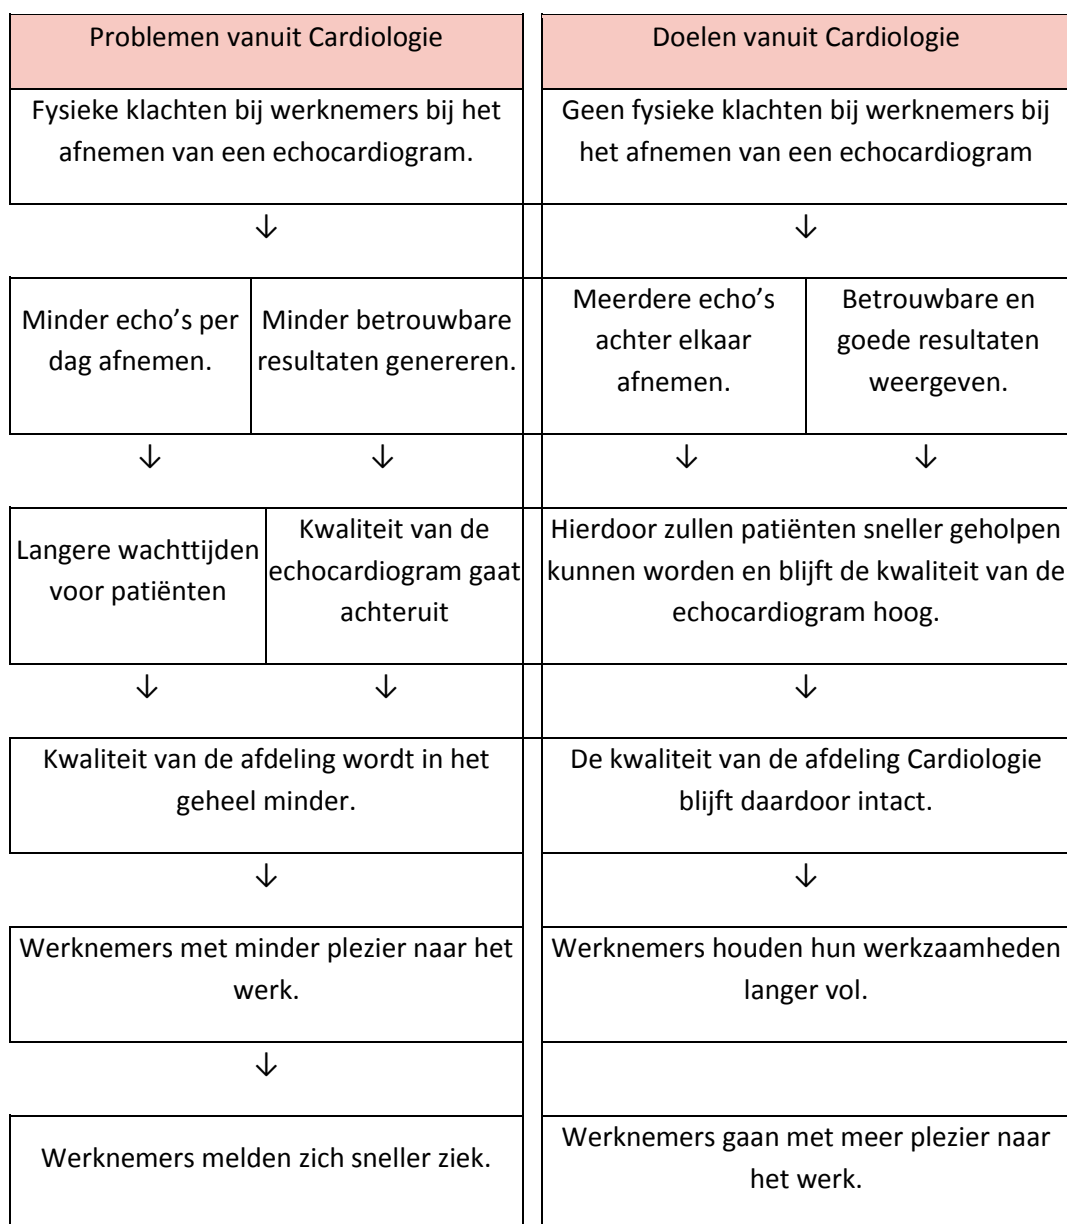 Problemen vanuit Cardiologie
Doelen vanuit Cardiologie
Fysieke klachten bij werknemers bij het
afnemen van een echocardiogram.
Geen fysieke klachten bij werknemers bij
het afnemen van een echocardiogram
↓
↓
Minder echo’s per
dag afnemen.
Minder betrouwbare
resultaten genereren.
Meerdere echo’s
achter elkaar
afnemen.
Betrouwbare en
goede resultaten
weergeven.
↓
↓
↓
↓
Langere wachttijden
voor patiënten
Kwaliteit van de
echocardiogram gaat
achteruit
Hierdoor zullen patiënten sneller geholpen
kunnen worden en blijft de kwaliteit van de
echocardiogram hoog.
↓
↓
↓
Kwaliteit van de afdeling wordt in het
geheel minder.
De kwaliteit van de afdeling Cardiologie
blijft daardoor intact.
↓
↓
Werknemers met minder plezier naar het
werk.
Werknemers houden hun werkzaamheden
langer vol.
↓
Werknemers melden zich sneller ziek.
Werknemers gaan met meer plezier naar
het werk.